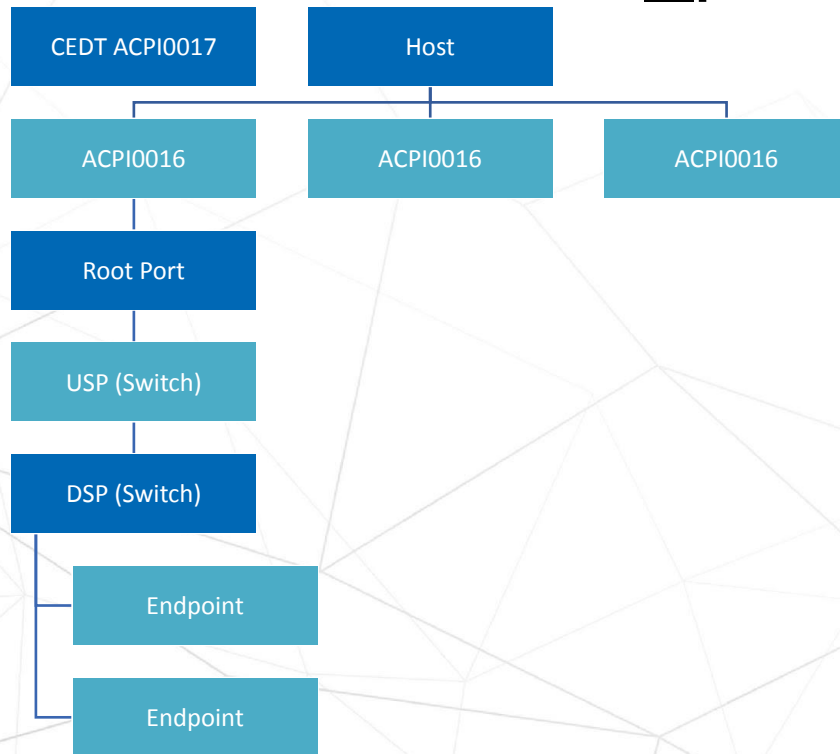 CEDT ACPI0017
Host
ACPI0016
ACPI0016
ACPI0016
Root Port
USP (Switch)
DSP (Switch)
Endpoint
Endpoint